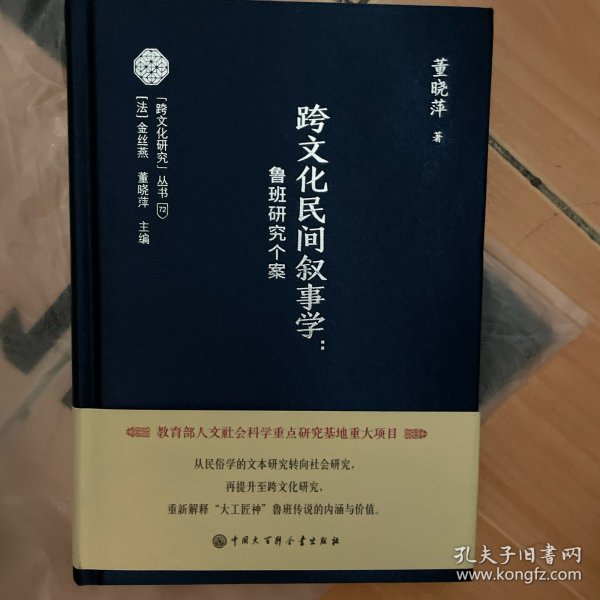 董晓萍 著
跨文化民间叙事学：
鲁班研究个案
「跨文化研究」丛书 72
[法]金丝燕 董晓萍 主编
教育部人文社会科学重点研究基地重大项目
从民俗学的文本研究转向社会研究，
再提升至跨文化研究，
重新解释“大工匠神”鲁班传说的内涵与价值。
中国大百科全书出版社
孔夫子旧书网
www.kongfz.com